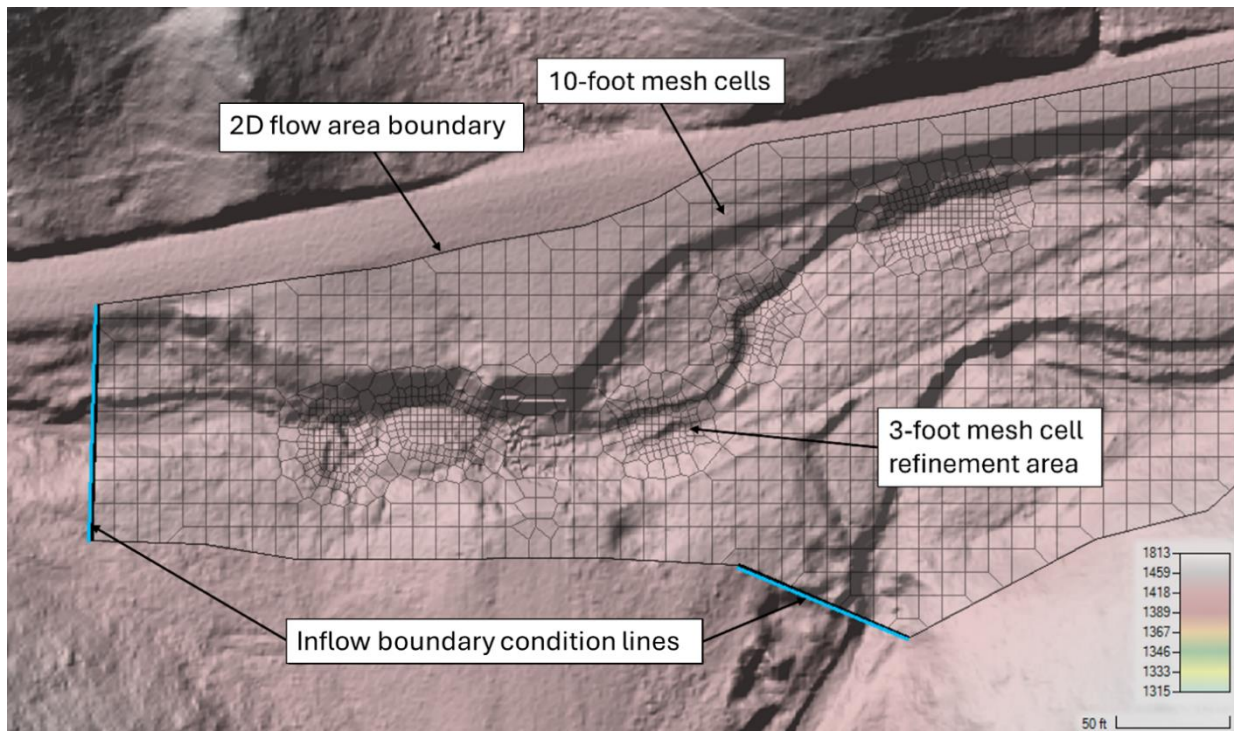 10-foot mesh cells
2D flow area boundary
3-foot mesh cell
refinement area
Inflow boundary condition lines
1813
1459
1418
1389
1367
1346
1333
1315
50 ft